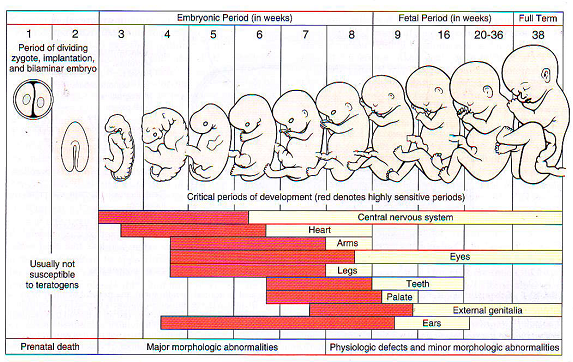 Embryonic Period (in weeks) Fetal Period (in weeks) Full Term
1 2 3 4 5 6 7 8 9 16 20-36 38
Period of dividing
zygote, implantation,
and bilaminar embryo
Critical periods of development (red denotes highly sensitive periods)
Central nervous system
Heart
Arms
Eyes
Legs
Teeth
Palate
External genitalia
Ears
Usually not
susceptible
to teratogens
Prenatal death Major morphologic abnormalities Physiologic defects and minor morphologic abnormalities